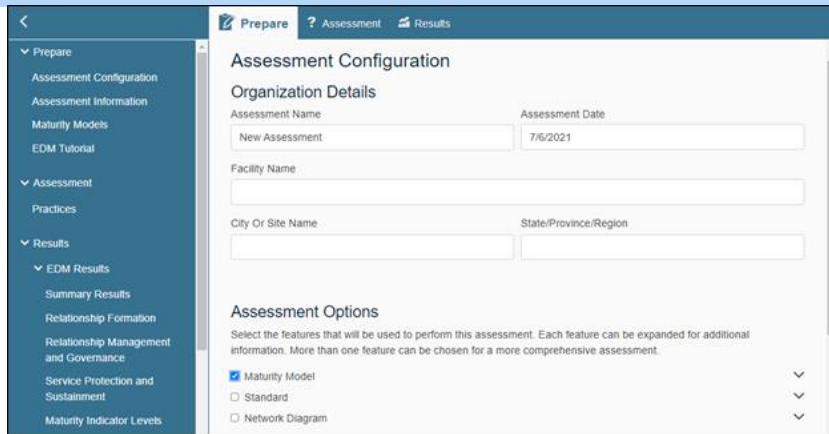 Prepare
Assessment Configuration
Assessment Information
Maturity Models
EDM Tutorial
Assessment
Practices
Results
EDM Results
Summary Results
Relationship Formation
Relationship Management
and Governance
Service Protection and
Sustainment
Maturity Indicator Levels
Prepare ? Assessment Results
Assessment Configuration
Organization Details
Assessment Name Assessment Date
New Assessment 7/6/2021
Facility Name
City Or Site Name State/Province/Region
Assessment Options
Select the features that will be used to perform this assessment. Each feature can be expanded for additional
information. More than one feature can be chosen for a more comprehensive assessment.
Maturity Model
Standard
Network Diagram